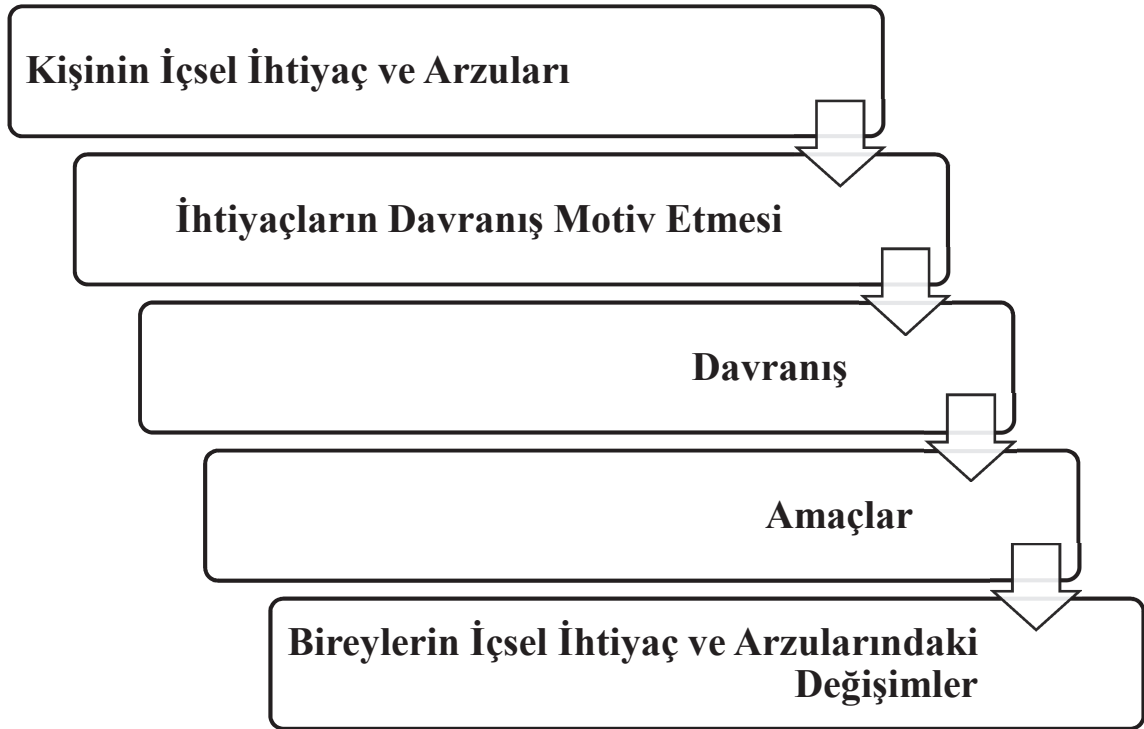 Kişinin İçsel İhtiyaç ve Arzuları
İhtiyaçların Davranış Motiv Etmesi
Davranış
Amaçlar
Bireylerin İçsel İhtiyaç ve Arzularındaki
Değişimler